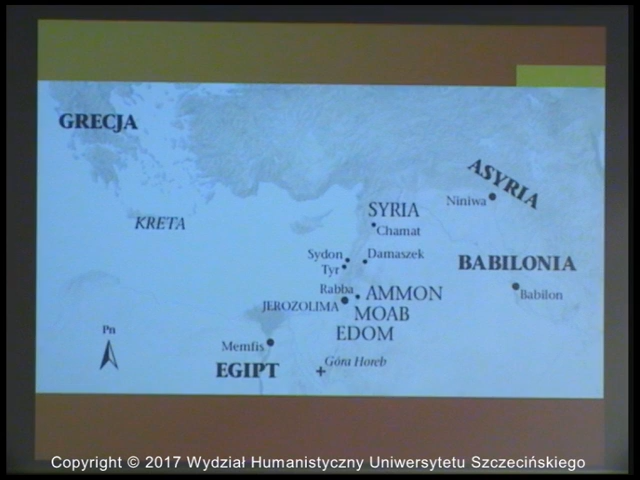 GRECJA
ASYRIA
Niniwa
KRETA
SYRIA
Chamat
Sydon
Damaszek
Tyr
BABILONIA
Rabba
AMMON
Babilon
JEROZOLIMA
MOAB
EDOM
Pn
Memfis
Góra Horeb
EGIPT
Copyright © 2017 Wydział Humanistyczny Uniwersytetu Szczecińskiego